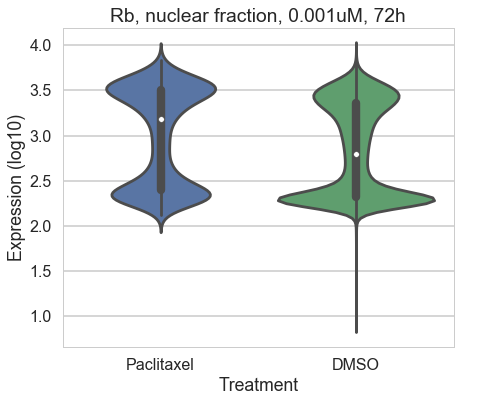 Rb, nuclear fraction, 0.001uM, 72h
Expression (log10)
4.0
3.5
3.0
2.5
2.0
1.5
1.0
Paclitaxel DMSO
Treatment